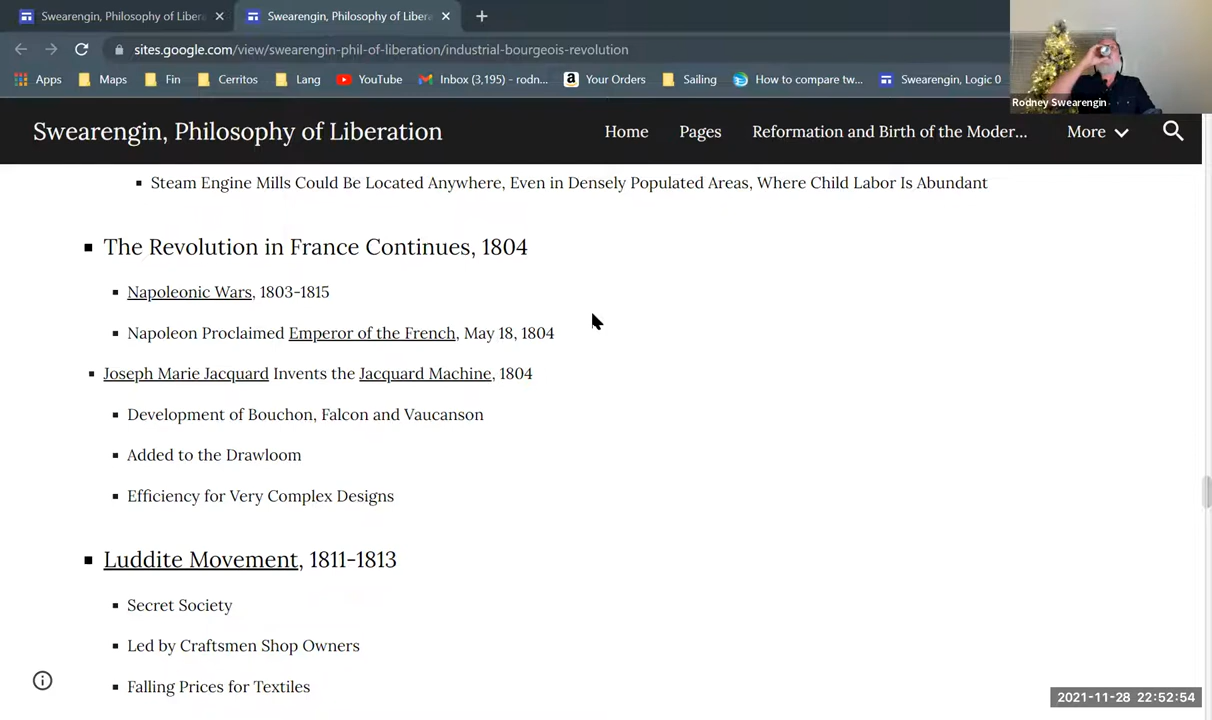 Swearengin, Philosophy of Liber
Swearengin, Philosophy of Libera
sites.google.com/view/swearengin-phil-of-liberation/industrial-bourgeois-revolution
Apps Maps Fin Cerritos Lang YouTube Inbox (3,195) - rodn... Your Orders Sailing How to compare tw... Swearengin, Logic 0
Rodney Swearengin
Swearengin, Philosophy of Liberation
Home Pages Reformation and Birth of the Moder... More
Steam Engine Mills Could Be Located Anywhere, Even in Densely Populated Areas, Where Child Labor Is Abundant
The Revolution in France Continues, 1804
Napoleonic Wars, 1803-1815
Napoleon Proclaimed Emperor of the French, May 18, 1804
Joseph Marie Jacquard Invents the Jacquard Machine, 1804
Development of Bouchon, Falcon and Vaucanson
Added to the Drawloom
Efficiency for Very Complex Designs
Luddite Movement, 1811-1813
Secret Society
Led by Craftsmen Shop Owners
Falling Prices for Textiles
2021-11-28 22:52:54